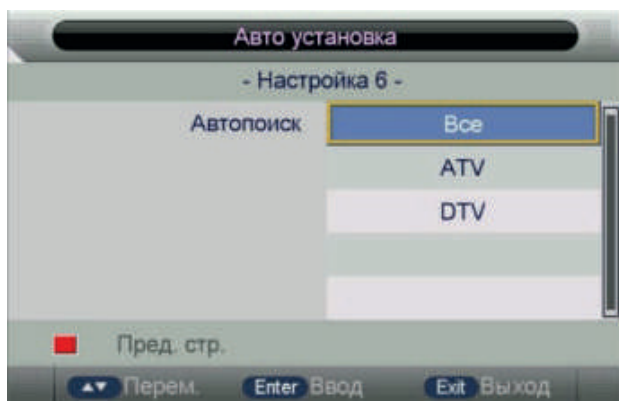 Авто установка
- Настройка 6 -
Автопоиск Все
ATV
DTV
Пред. стр.
▲▼ Перем. Enter Ввод Exit Выход